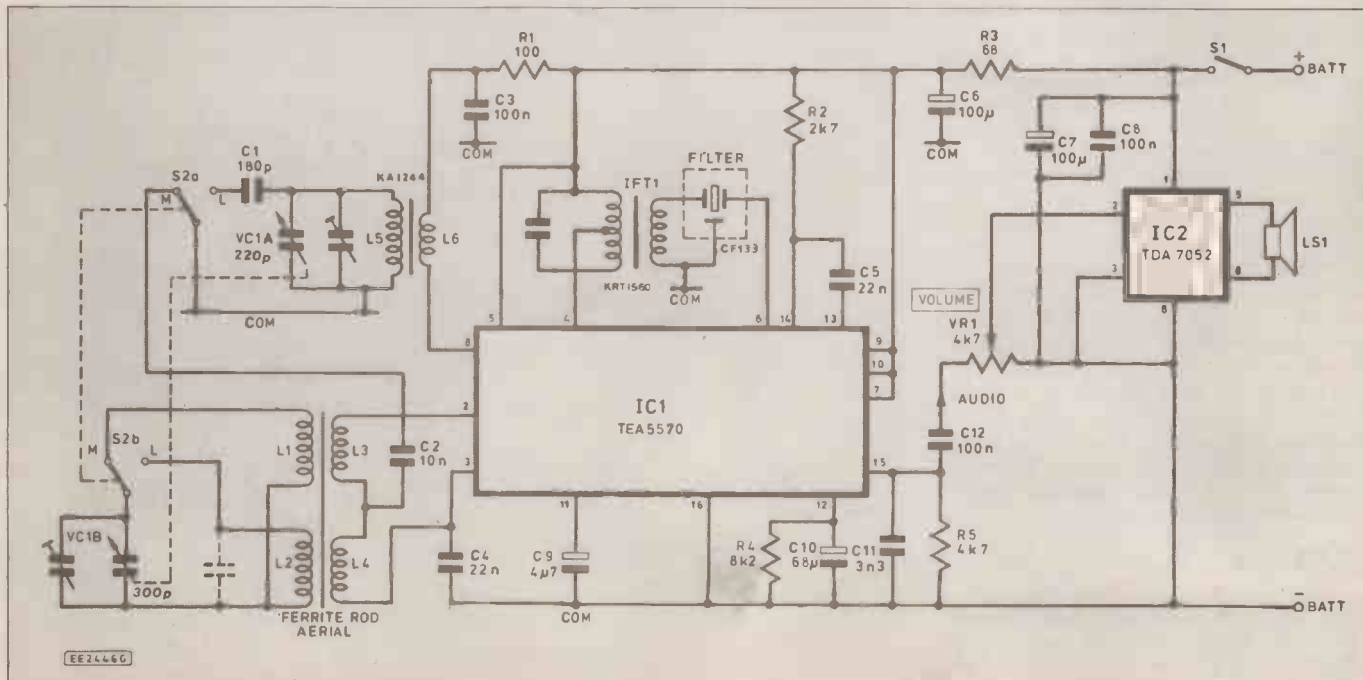 R1
100
R3
68
S1
+
BATT
C3
100n
COM
R2
2k7
C6
100µ
COM
C7
100µ
C8
100n
C1
180p
S2a
M
L
KA1244
VC1A
220p
L5
L6
IFT1
KRT1560
FILTER
CF133
COM
C5
22n
COM
5
4
6
14
13
8
9
10
7
1
2
3
5
8
6
IC2
TDA 7052
LS1
VOLUME
VR1
4k7
AUDIO
C12
100n
IC1
TEA5570
2
3
15
11
16
12
S2b
M
L
L1
L3
C2
10n
VC1B
300p
L2
L4
FERRITE ROD
AERIAL
C4
22n
C9
4µ7
COM
R4
8k2
C10
68µ
C11
3n3
R5
4k7
−
BATT
EE2446G